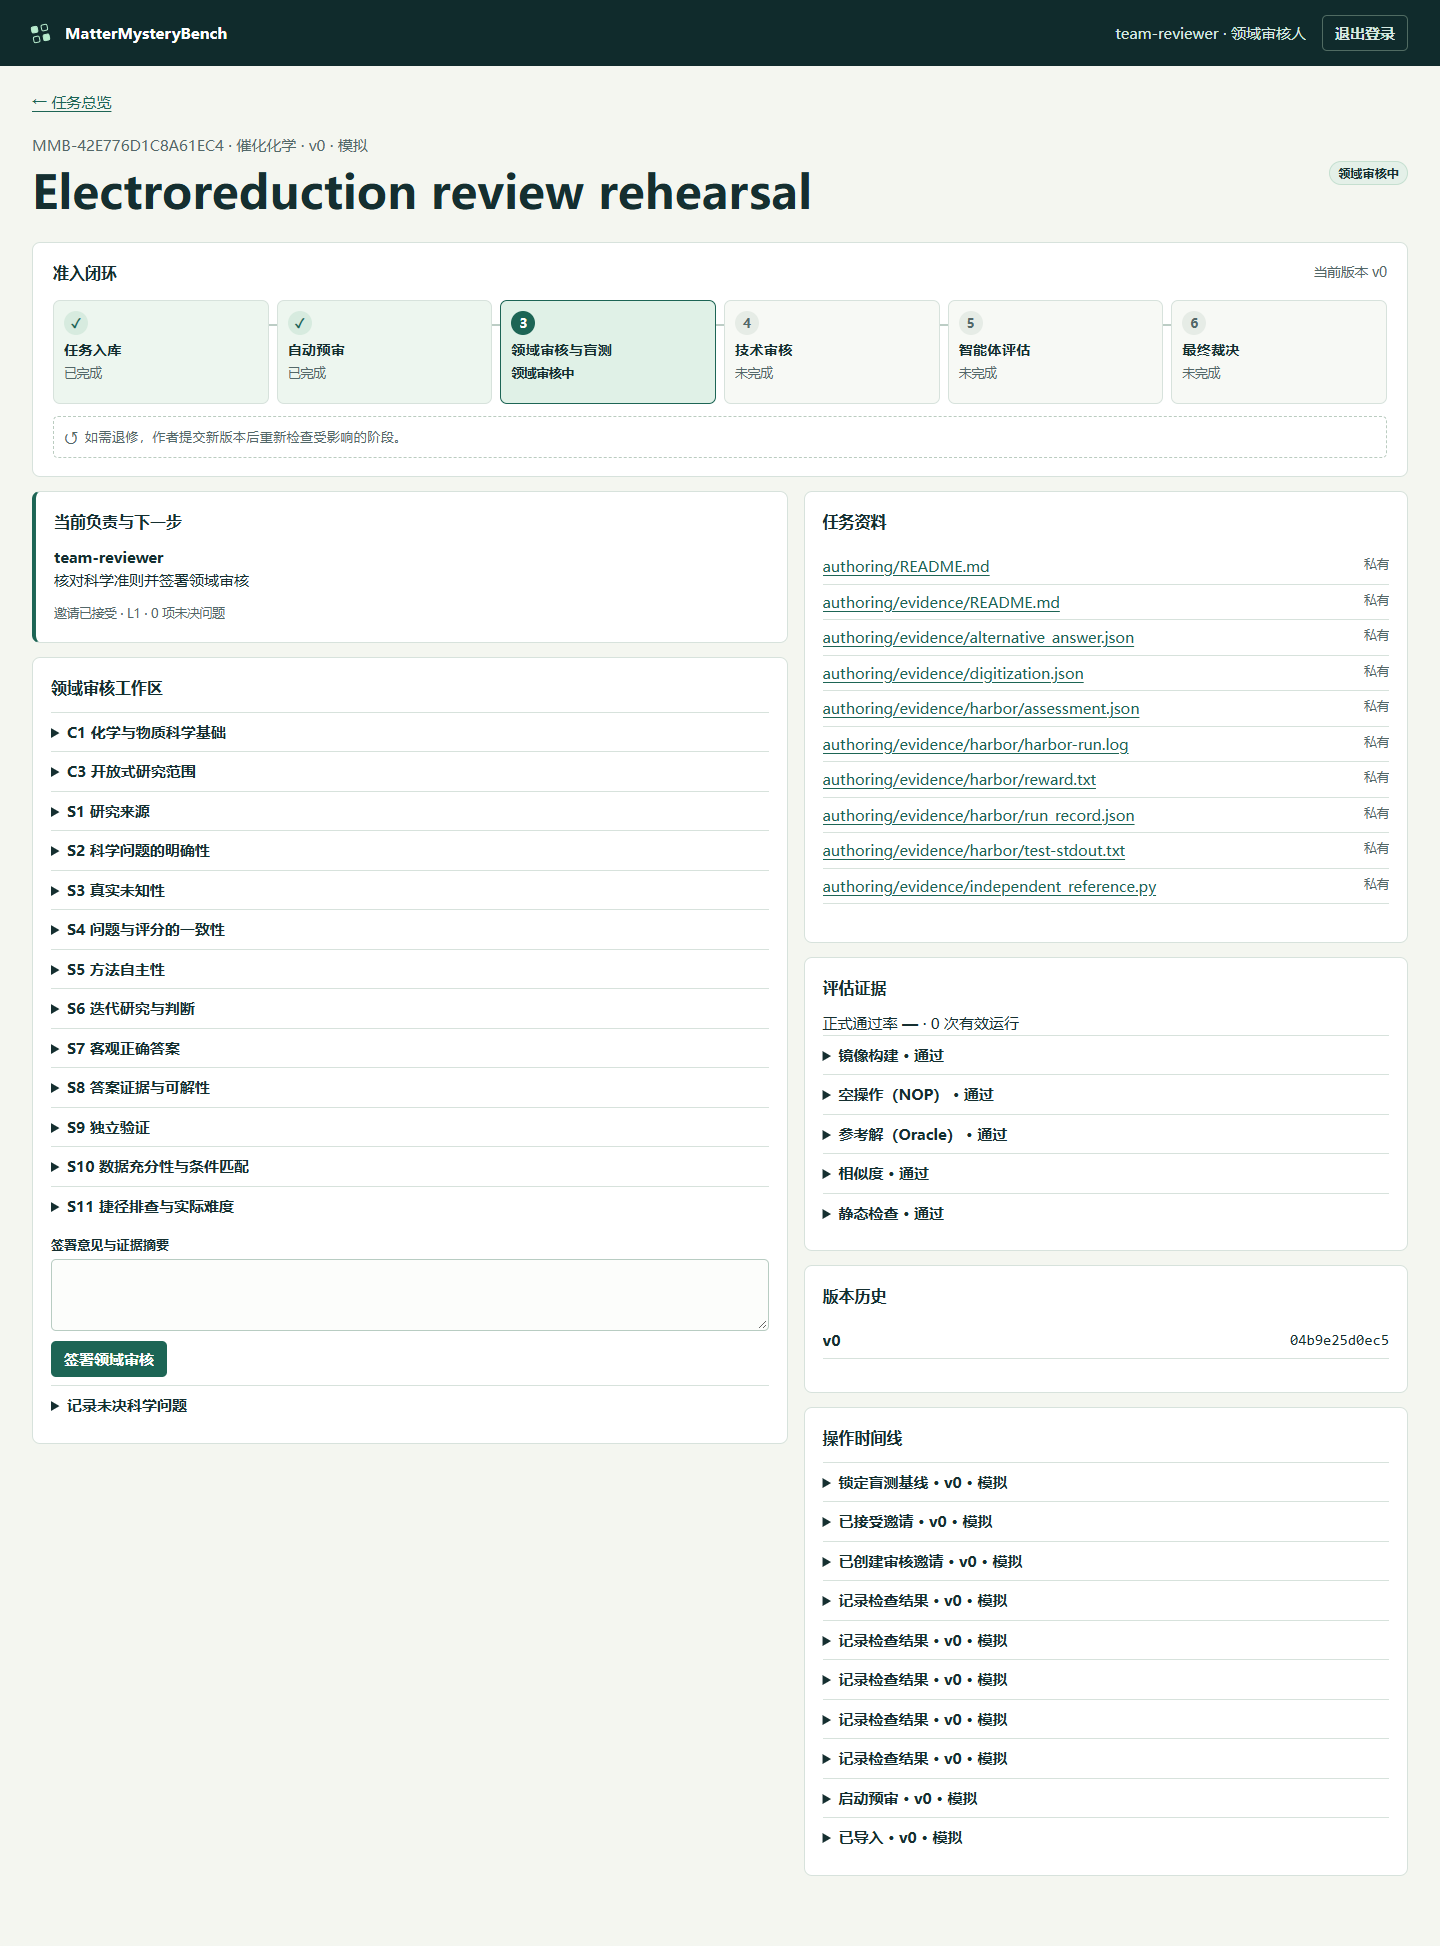 MatterMysteryBench
team-reviewer · 领域审核人
退出登录
← 任务总览
MMB-42E776D1C8A61EC4 · 催化化学 · v0 · 模拟
Electroreduction review rehearsal
领域审核中
准入闭环
当前版本 v0
✓
任务入库
已完成
✓
自动预审
已完成
3
领域审核与盲测
领域审核中
4
技术审核
未完成
5
智能体评估
未完成
6
最终裁决
未完成
↺ 如需退修，作者提交新版本后重新检查受影响的阶段。
当前负责与下一步
team-reviewer
核对科学准则并签署领域审核
邀请已接受 · L1 · 0 项未决问题
领域审核工作区
C1 化学与物质科学基础
C3 开放式研究范围
S1 研究来源
S2 科学问题的明确性
S3 真实未知性
S4 问题与评分的一致性
S5 方法自主性
S6 迭代研究与判断
S7 客观正确答案
S8 答案证据与可解性
S9 独立验证
S10 数据充分性与条件匹配
S11 捷径排查与实际难度
签署意见与证据摘要
签署领域审核
记录未决科学问题
任务资料
authoring/README.md 私有
authoring/evidence/README.md 私有
authoring/evidence/alternative_answer.json 私有
authoring/evidence/digitization.json 私有
authoring/evidence/harbor/assessment.json 私有
authoring/evidence/harbor/harbor-run.log 私有
authoring/evidence/harbor/reward.txt 私有
authoring/evidence/harbor/run_record.json 私有
authoring/evidence/harbor/test-stdout.txt 私有
authoring/evidence/independent_reference.py 私有
评估证据
正式通过率 — · 0 次有效运行
镜像构建 • 通过
空操作（NOP） • 通过
参考解（Oracle） • 通过
相似度 • 通过
静态检查 • 通过
版本历史
v0 04b9e25d0ec5
操作时间线
锁定盲测基线 • v0 • 模拟
已接受邀请 • v0 • 模拟
已创建审核邀请 • v0 • 模拟
记录检查结果 • v0 • 模拟
记录检查结果 • v0 • 模拟
记录检查结果 • v0 • 模拟
记录检查结果 • v0 • 模拟
记录检查结果 • v0 • 模拟
启动预审 • v0 • 模拟
已导入 • v0 • 模拟